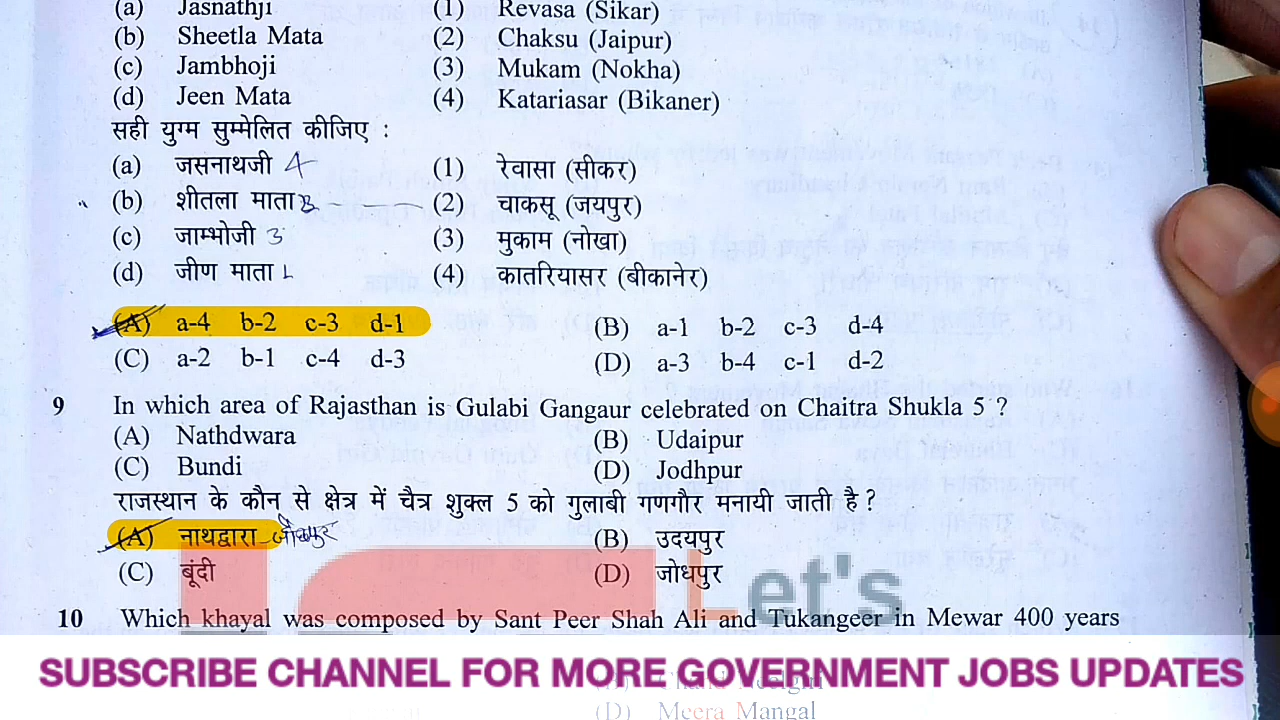 (a) Jasnathji (1) Revasa (Sikar)
(b) Sheetla Mata (2) Chaksu (Jaipur)
(c) Jambhoji (3) Mukam (Nokha)
(d) Jeen Mata (4) Katariasar (Bikaner)
सही युग्म सुम्मेलित कीजिए :
(a) जसनाथजी 4 (1) रेवासा (सीकर)
(b) शीतला माता (2) चाकसू (जयपुर)
(c) जाम्भोजी 3 (3) मुकाम (नोखा)
(d) जीण माता 1 (4) कातरियासर (बीकानेर)
(A) a-4 b-2 c-3 d-1 (B) a-1 b-2 c-3 d-4
(C) a-2 b-1 c-4 d-3 (D) a-3 b-4 c-1 d-2
9 In which area of Rajasthan is Gulabi Gangaur celebrated on Chaitra Shukla 5 ?
(A) Nathdwara (B) Udaipur
(C) Bundi (D) Jodhpur
राजस्थान के कौन से क्षेत्र में चैत्र शुक्ल 5 को गुलाबी गणगौर मनायी जाती है ?
(A) नाथद्वारा (B) उदयपुर
(C) बूंदी (D) जोधपुर
Let's
10 Which khayal was composed by Sant Peer Shah Ali and Tukangeer in Mewar 400 years
SUBSCRIBE CHANNEL FOR MORE GOVERNMENT JOBS UPDATES
(D) Meera Mangal